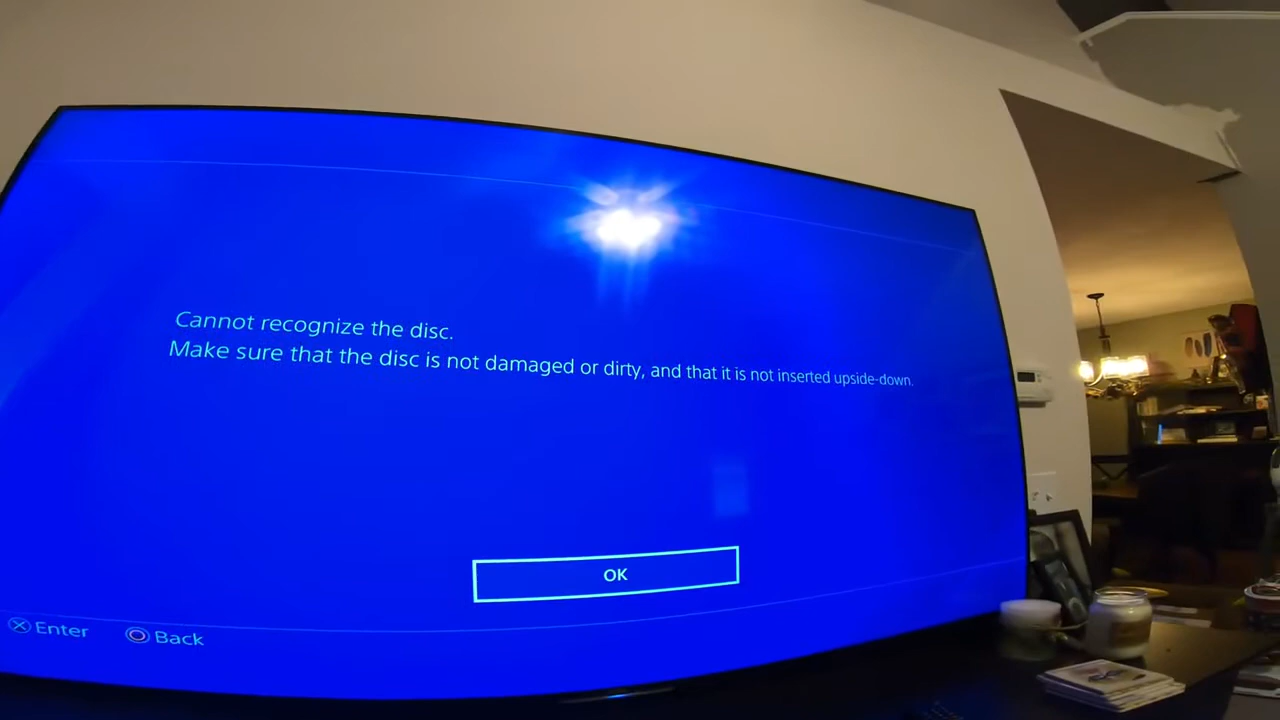 Cannot recognize the disc.
Make sure that the disc is not damaged or dirty, and that it is not inserted upside-down.
OK
Enter
Back